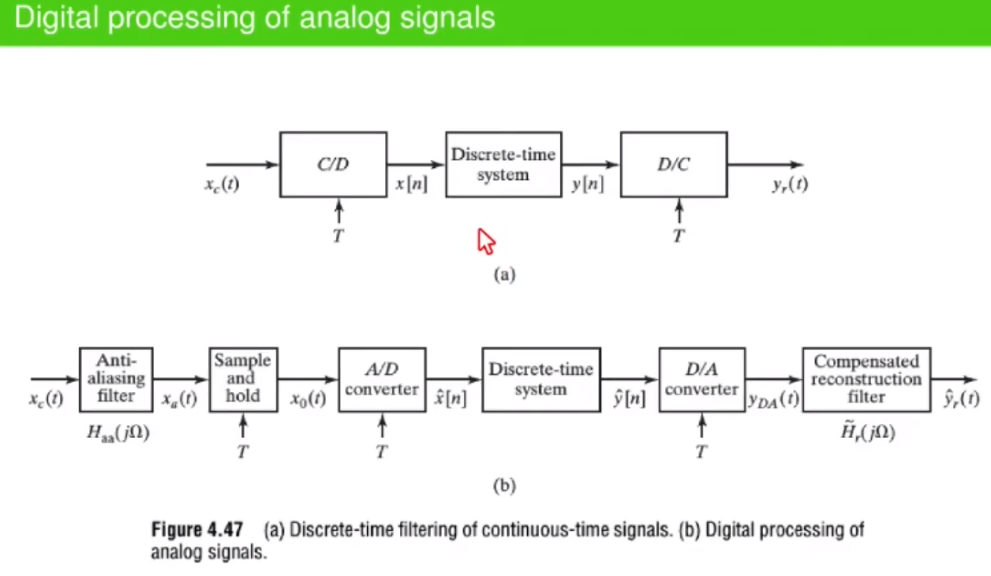 Digital processing of analog signals
C/D
Discrete-time
system
D/C
x_c(t)
x[n]
y[n]
y_r(t)
T
T
(a)
Anti-
aliasing
filter
Sample
and
hold
A/D
converter
Discrete-time
system
D/A
converter
Compensated
reconstruction
filter
x_c(t)
x_a(t)
x_0(t)
x̂[n]
ŷ[n]
y_DA(t)
ŷ_r(t)
H_aa(jΩ)
H̃_r(jΩ)
T
T
T
(b)
Figure 4.47 (a) Discrete-time filtering of continuous-time signals. (b) Digital processing of
analog signals.